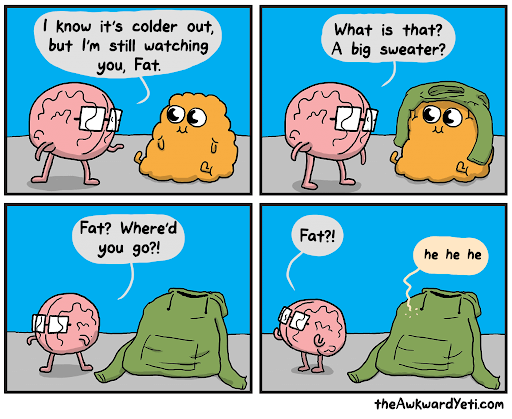 I know it's colder out,
but I'm still watching
you, Fat.
What is that?
A big sweater?
Fat? Where'd
you go?!
Fat?!
he he he
theAwkwardYeti.com